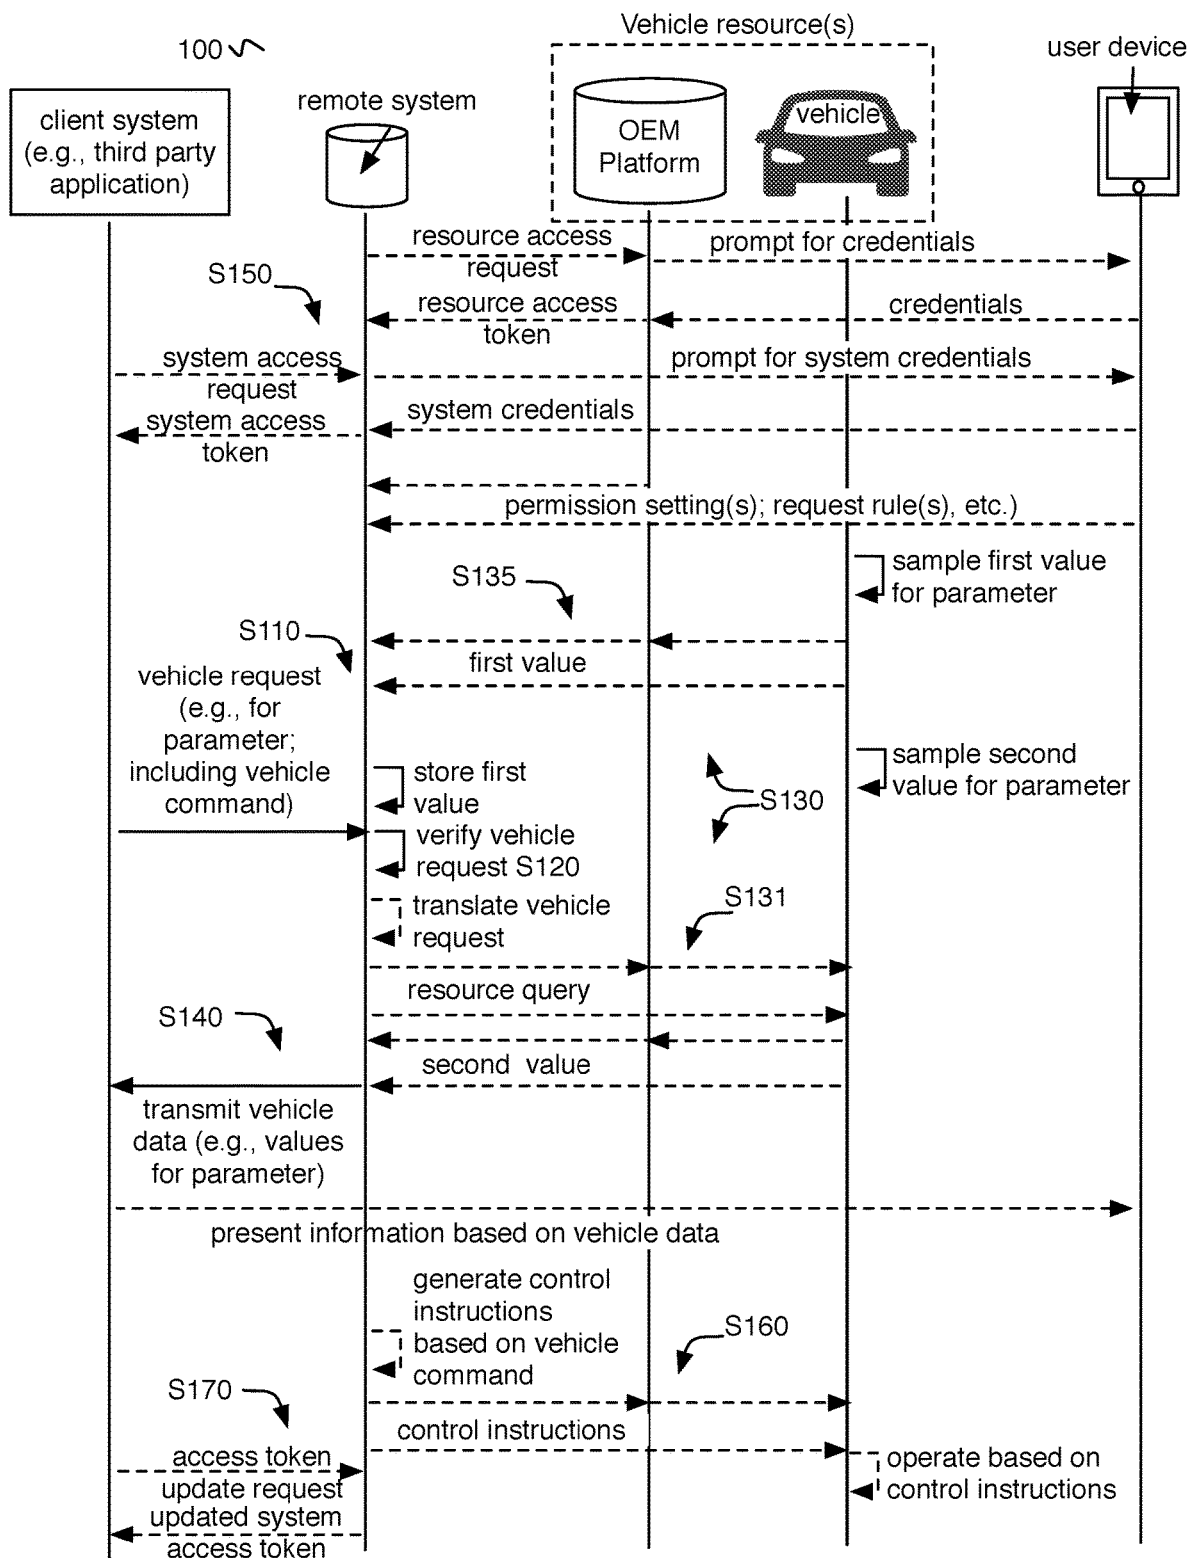 Vehicle resource(s)
100
user device
remote system
client system
(e.g., third party
application)
OEM
Platform
vehicle
resource access
request
prompt for credentials
S150
resource access
token
credentials
system access
request
prompt for system credentials
system access
token
system credentials
permission setting(s); request rule(s), etc.)
sample first value
for parameter
S135
S110
first value
vehicle request
(e.g., for
parameter;
including vehicle
command)
sample second
value for parameter
store first
value
S130
verify vehicle
request S120
S131
translate vehicle
request
resource query
S140
second value
transmit vehicle
data (e.g., values
for parameter)
present information based on vehicle data
generate control
instructions
based on vehicle
command
S160
S170
control instructions
access token
update request
operate based on
control instructions
updated system
access token